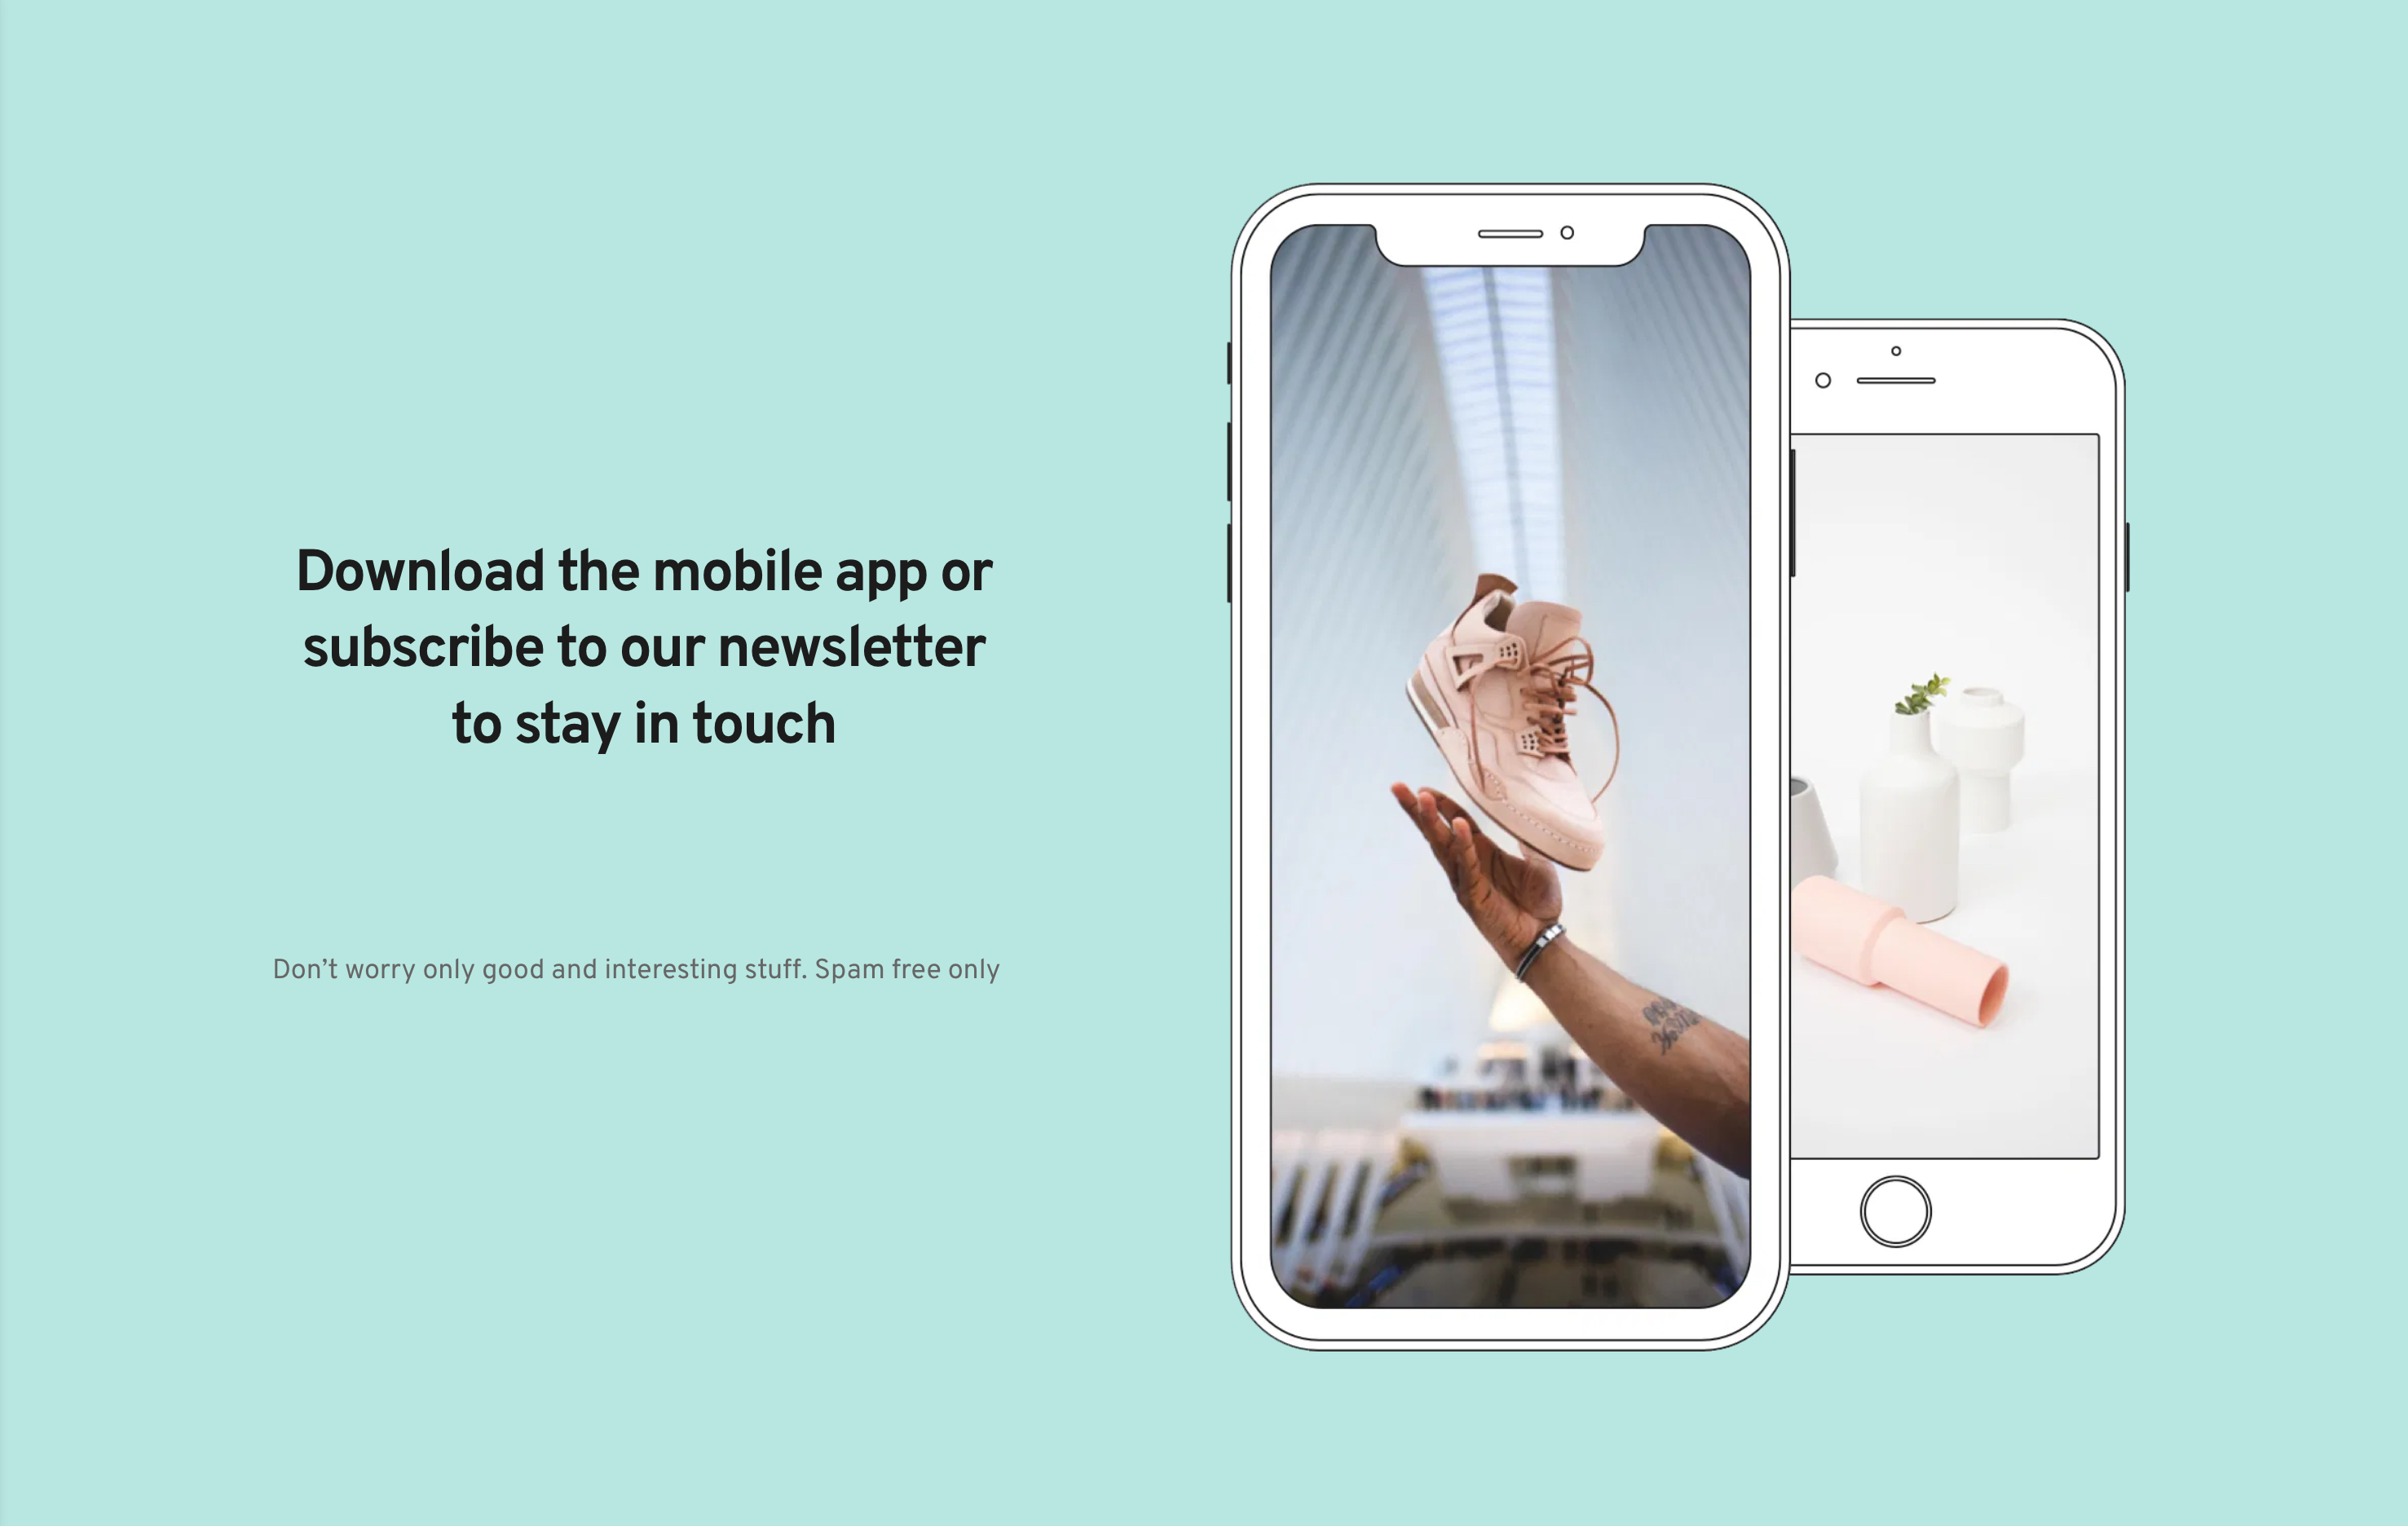 Download the mobile app or
subscribe to our newsletter
to stay in touch
Don’t worry only good and interesting stuff. Spam free only